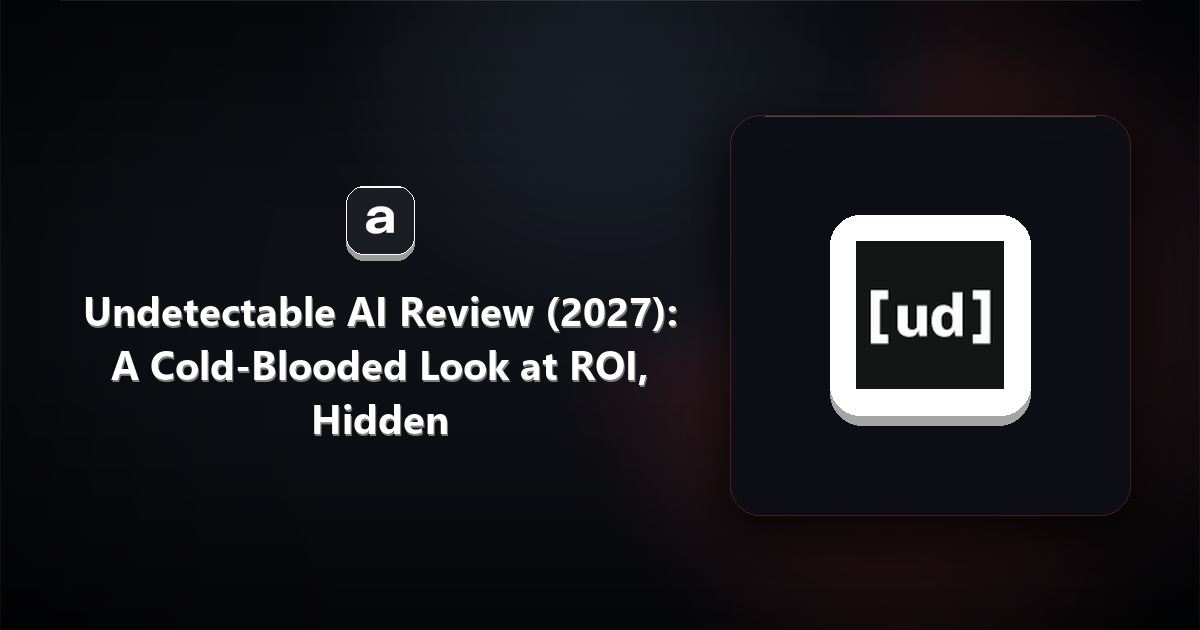 a
Undetectable AI Review (2027):
A Cold-Blooded Look at ROI,
Hidden
[ud]